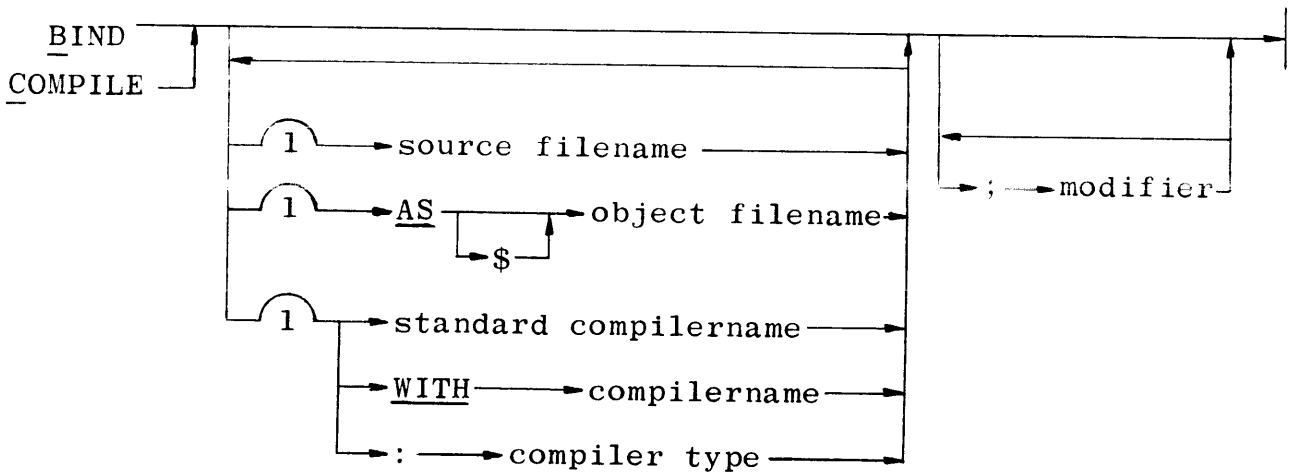 BIND
COMPILE
1 source filename
; modifier
1 AS object filename
$
1 standard compilername
WITH compilername
: compiler type